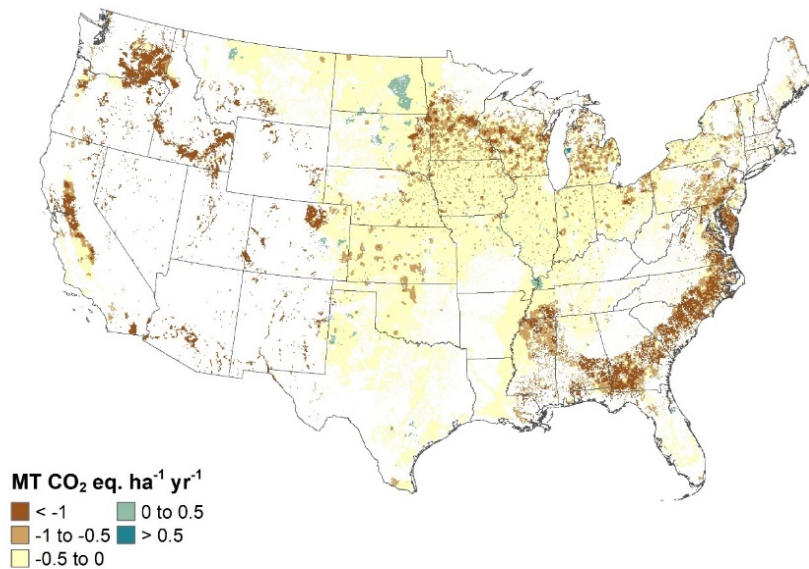 MT CO₂ eq. ha⁻¹ yr⁻¹
< -1
0 to 0.5
-1 to -0.5
> 0.5
-0.5 to 0